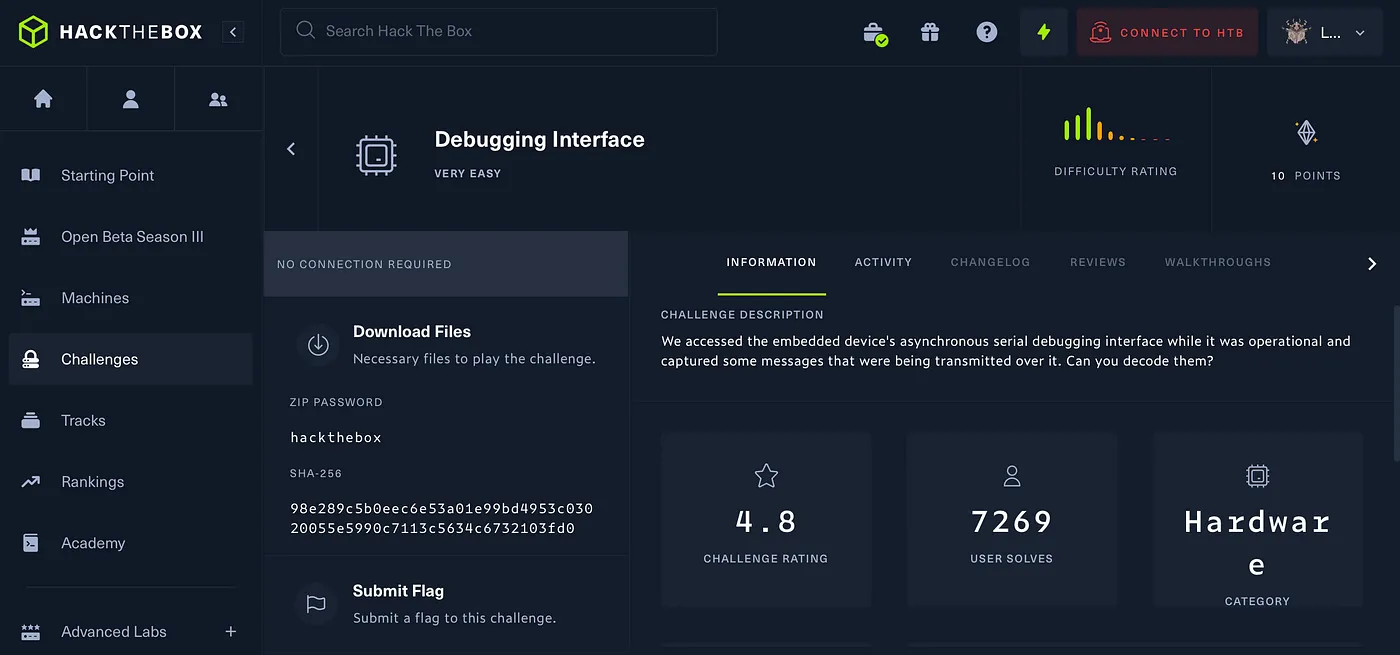 HACKTHEBOX
Search Hack The Box
CONNECT TO HTB
L...
Starting Point
Open Beta Season III
Machines
Challenges
Tracks
Rankings
Academy
Advanced Labs
Debugging Interface
VERY EASY
DIFFICULTY RATING
10 POINTS
NO CONNECTION REQUIRED
Download Files
Necessary files to play the challenge.
ZIP PASSWORD
hackthebox
SHA-256
98e289c5b0eec6e53a01e99bd4953c030
20055e5990c7113c5634c6732103fd0
Submit Flag
Submit a flag to this challenge.
INFORMATION ACTIVITY CHANGELOG REVIEWS WALKTHROUGHS
CHALLENGE DESCRIPTION
We accessed the embedded device's asynchronous serial debugging interface while it was operational and
captured some messages that were being transmitted over it. Can you decode them?
4.8
CHALLENGE RATING
7269
USER SOLVES
Hardwar
e
CATEGORY